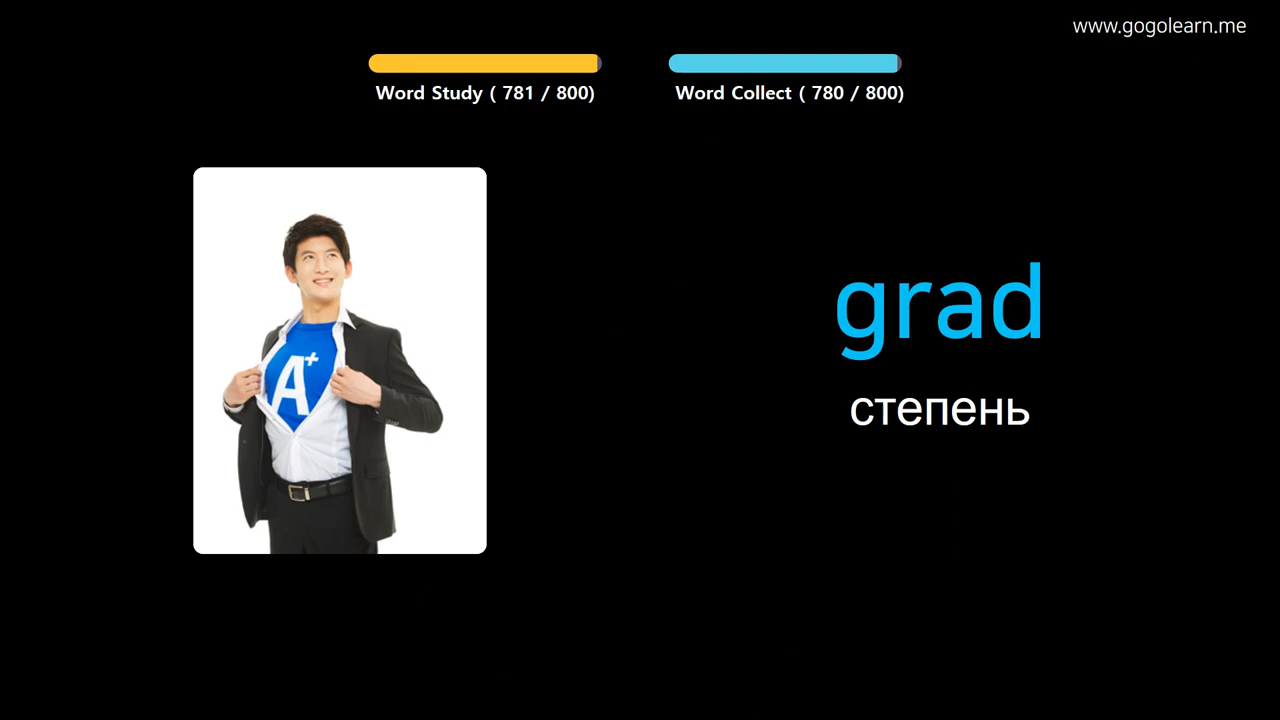 www.gogolearn.me
Word Study ( 781 / 800)
Word Collect ( 780 / 800)
A+
grad
степень